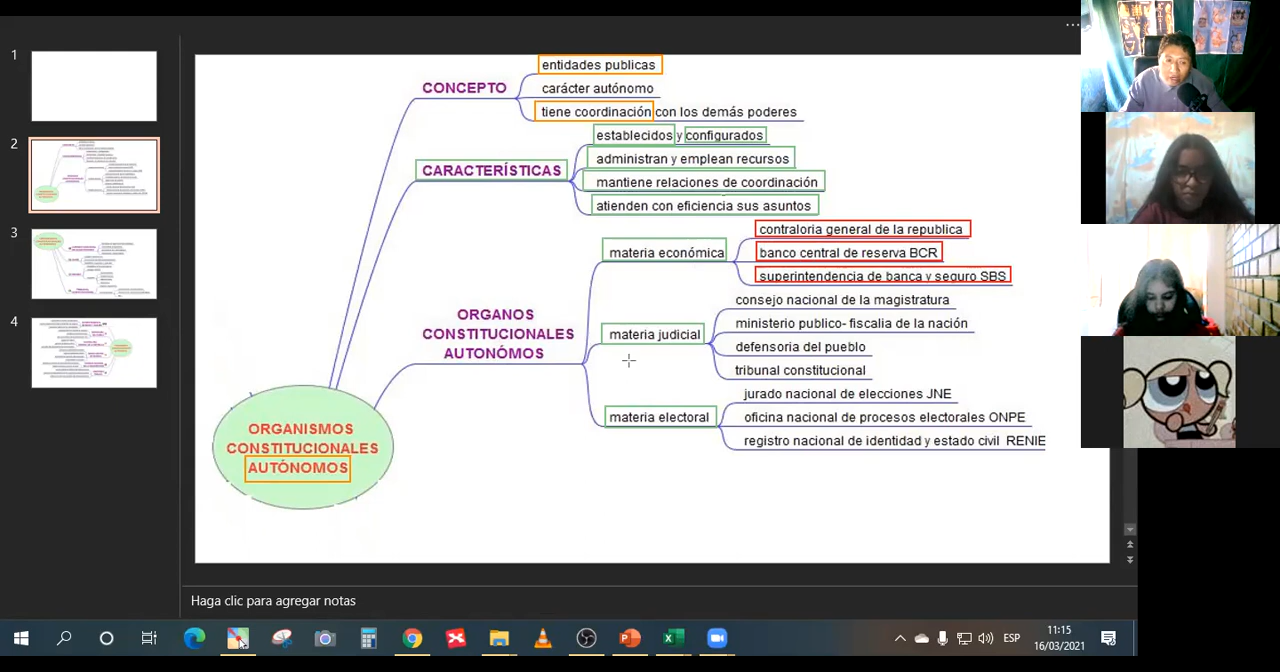 1
2
3
4
CONCEPTO
entidades publicas
carácter autónomo
tiene coordinación con los demás poderes
CARACTERÍSTICAS
establecidos y configurados
administran y emplean recursos
mantiene relaciones de coordinación
atienden con eficiencia sus asuntos
ORGANOS
CONSTITUCIONALES
AUTONÓMOS
materia económica
contraloria general de la republica
banco central de reserva BCR
superintendencia de banca y seguro SBS
materia judicial
consejo nacional de la magistratura
ministerio publico- fiscalia de la nación
defensoria del pueblo
tribunal constitucional
materia electoral
jurado nacional de elecciones JNE
oficina nacional de procesos electorales ONPE
registro nacional de identidad y estado civil RENIE
ORGANISMOS
CONSTITUCIONALES
AUTÓNOMOS
Haga clic para agregar notas
ESP
11:15
16/03/2021